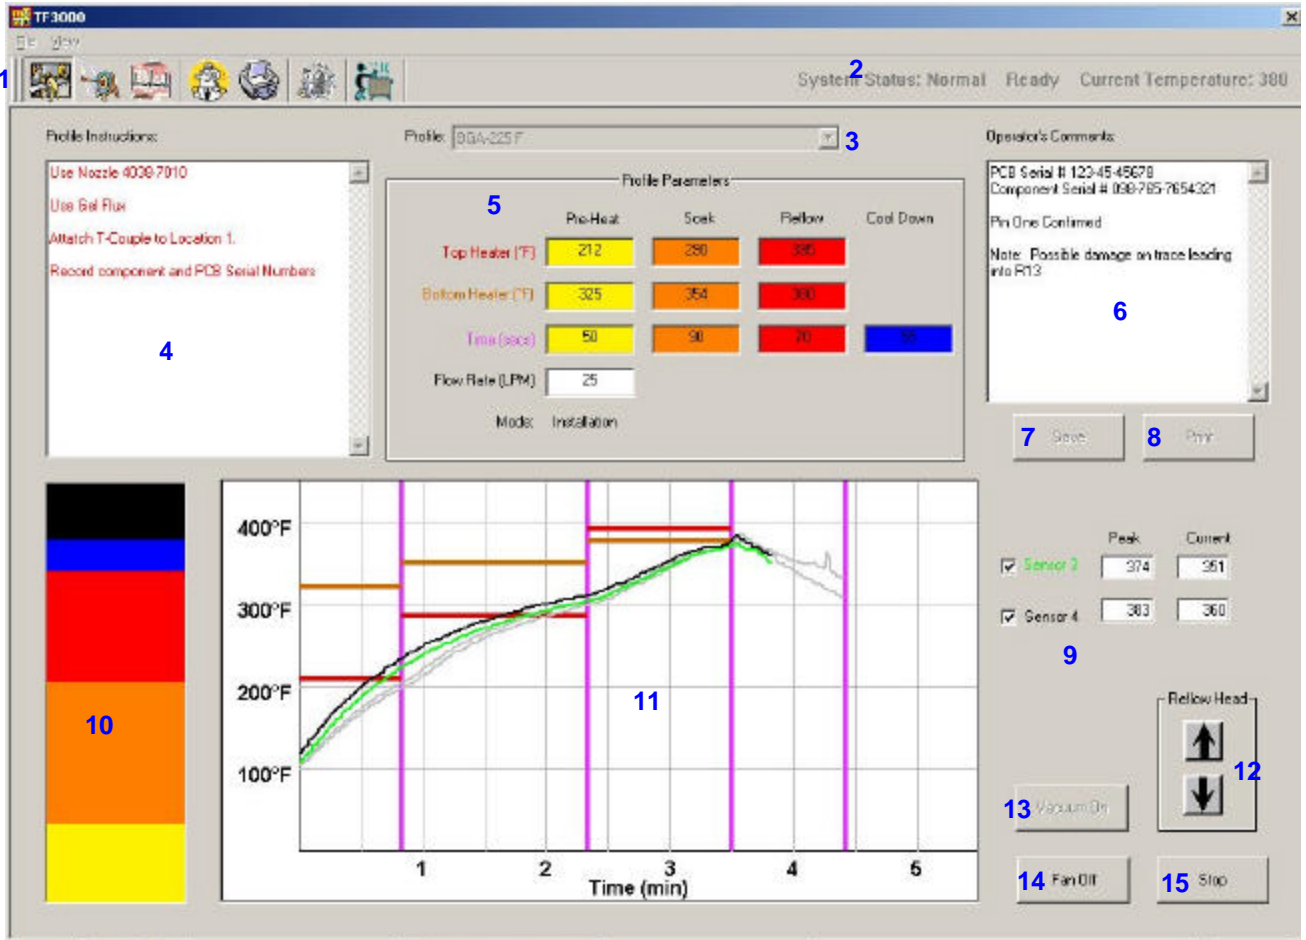 TF3000
File View
1
2
System Status: Normal Ready Current Temperature: 380
Profile Instructions:
Profile: BGA-225 F
3
Operator's Comments:
Use Nozzle 4038-7010
Use Gel Flux
Attatch T-Couple to Location 1.
Record component and PCB Serial Numbers
4
5
Profile Parameters
Pre-Heat Soak Reflow Cool Down
Top Heater (°F) 212 290 395
Bottom Heater (°F) 325 354 380
Time (secs) 50 90 70 55
Flow Rate (LPM) 25
Mode: Installation
PCB Serial # 123-45-45678
Component Serial # 098-765-7654321
Pin One Confirmed
Note: Possible damage on trace leading
into R13
6
7 Save
8 Print
10
400°F
300°F
200°F
100°F
11
1 2 3 4 5
Time (min)
Peak Current
Sensor 3 374 351
Sensor 4 383 360
9
Reflow Head
12
13 Vacuum On
14 Fan Off
15 Stop